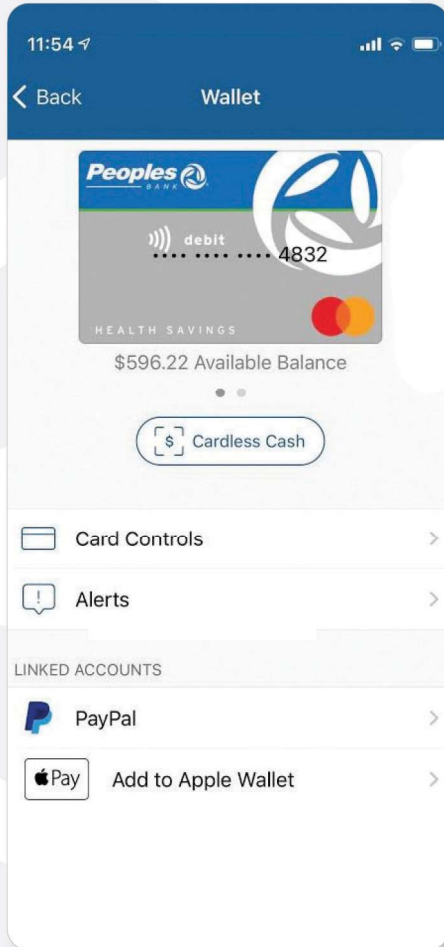 11:54
Back Wallet
Peoples
BANK
debit
•••• •••• •••• 4832
HEALTH SAVINGS
$596.22 Available Balance
$ Cardless Cash
Card Controls
! Alerts
LINKED ACCOUNTS
P PayPal
Pay Add to Apple Wallet